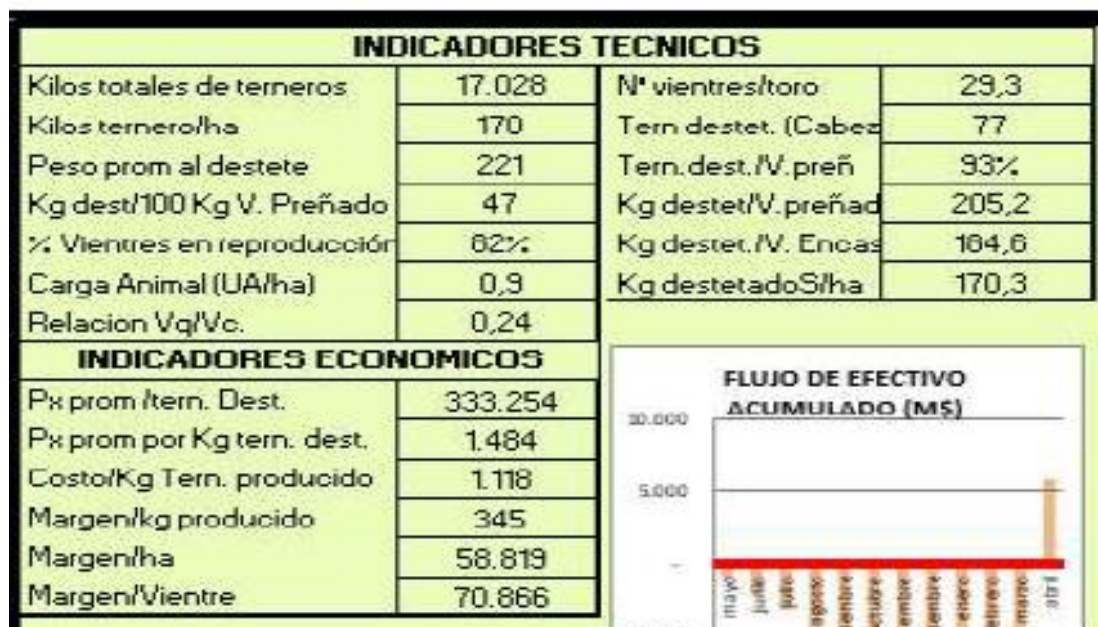 INDICADORES TECNICOS
Kilos totales de terneros 17.028
Kilos ternero/ha 170
Peso prom al destete 221
Kg dest/100 Kg V. Preñado 47
% Vientres en reproducción 82%
Carga Animal (UA/ha) 0,9
Relacion Vq/Vc. 0,24
N° vientres/toro 29,3
Tern destet. (Cabez 77
Tern.dest./V.preñ 93%
Kg destet/V.preñad 205,2
Kg destet./V. Encas 184,6
Kg destetadoS/ha 170,3
INDICADORES ECONOMICOS
Px prom /tern. Dest. 333.254
Px prom por Kg tern. dest. 1.484
Costo/Kg Tern. producido 1.118
Margen/kg producido 345
Margen/ha 58.819
Margen/Vientre 70.866
FLUJO DE EFECTIVO
ACUMULADO (M$)
10.000
5.000
-
mayo
junio
julio
agosto
enero
marzo
abril